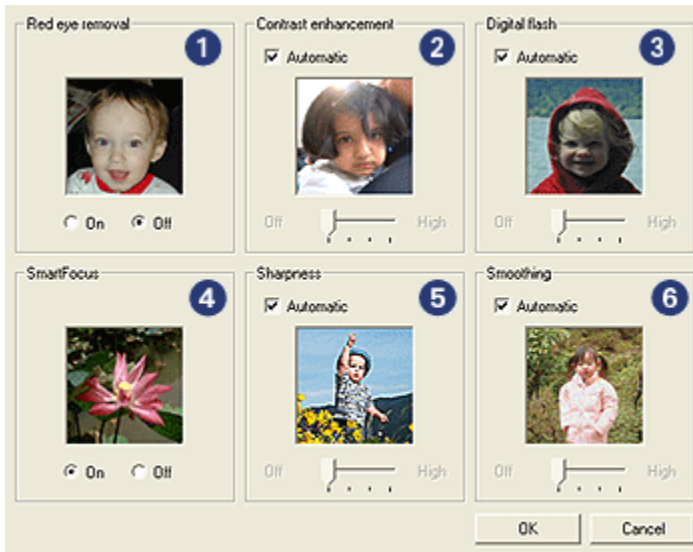 Red eye removal
1
On Off
Contrast enhancement
2
Automatic
Off High
Digital flash
3
Automatic
Off High
SmartFocus
4
On Off
Sharpness
5
Automatic
Off High
Smoothing
6
Automatic
Off High
OK Cancel